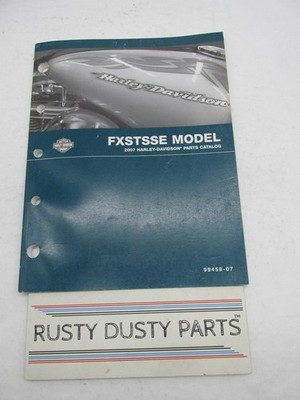 Harley-Davidson
FXSTSSE MODEL
2007 HARLEY-DAVIDSON® PARTS CATALOG
99458-07
RUSTY DUSTY PARTS™